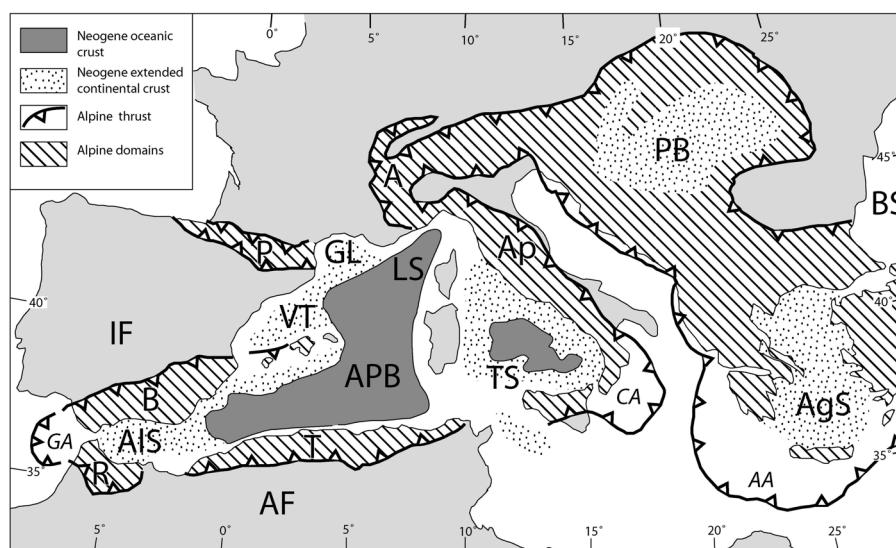 0° 5° 10° 15° 20° 25°
Neogene oceanic
crust
Neogene extended
continental crust
Alpine thrust
Alpine domains
A
PB
45°
BS
P
GL
LS
Ap
40°
40°
VT
IF
APB
TS
CA
B
AgS
GA
AlS
T
R
35°
35°
AA
AF
5° 0° 5° 10° 15° 20° 25°